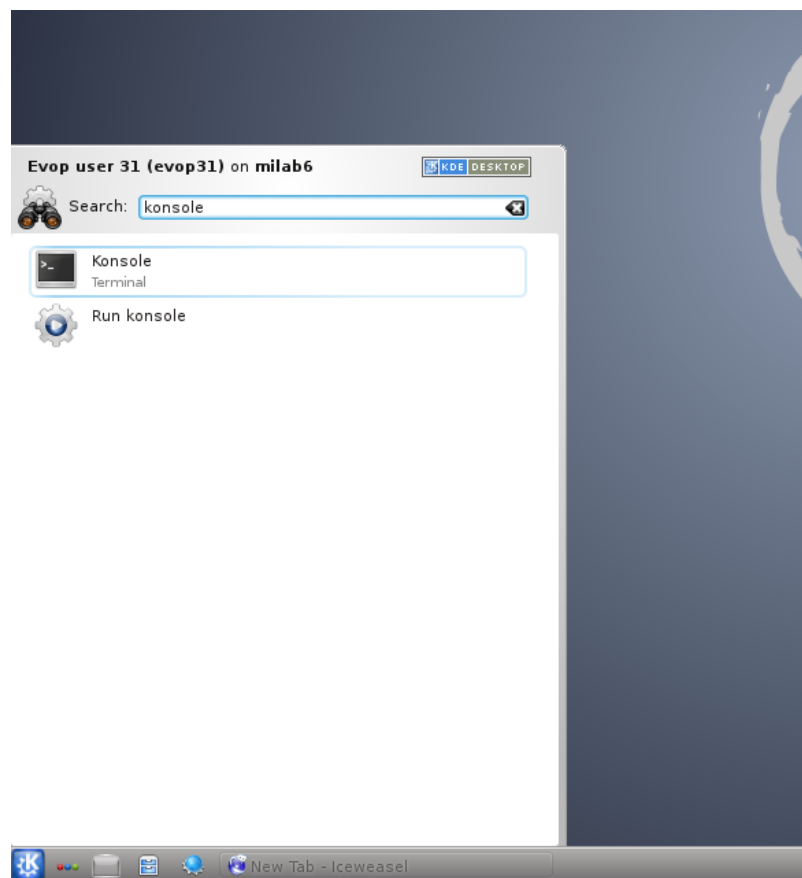 Evop user 31 (evop31) on milab6
KDE DESKTOP
Search: konsole
Konsole
Terminal
Run konsole
New Tab - Iceweasel